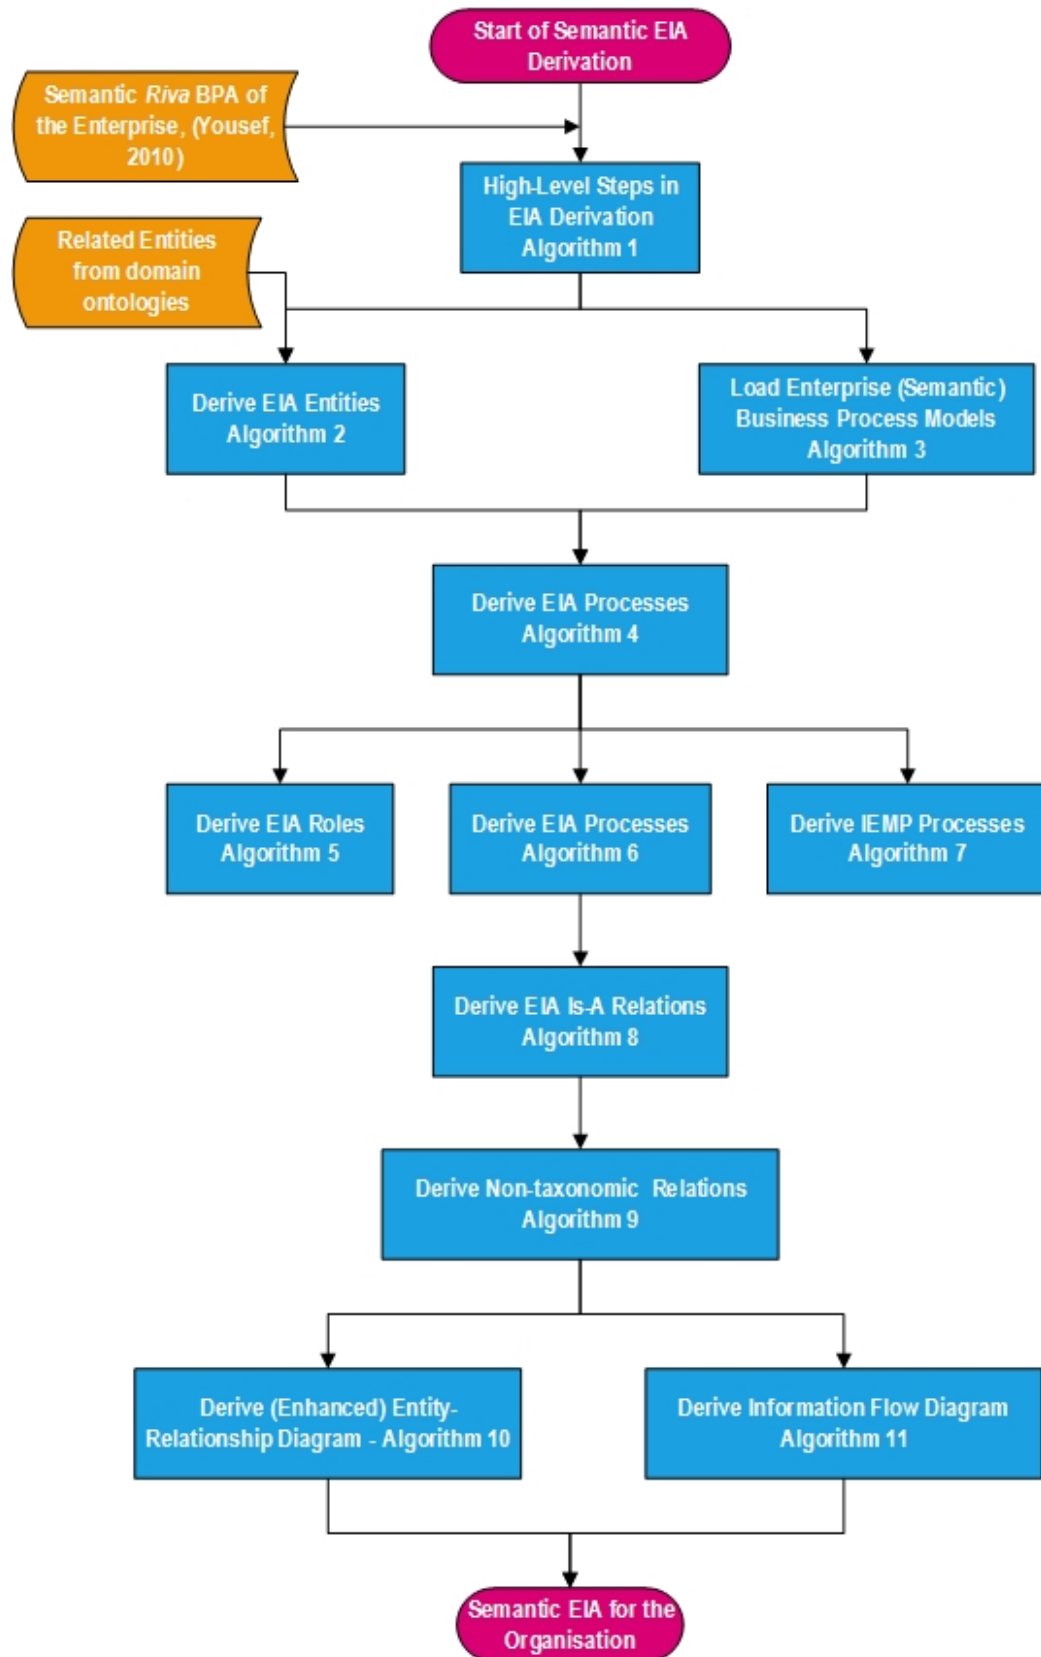 Start of Semantic EIA
Derivation
Semantic Riva BPA of
the Enterprise, (Yousef,
2010)
High-Level Steps in
EIA Derivation
Algorithm 1
Related Entities
from domain
ontologies
Derive EIA Entities
Algorithm 2
Load Enterprise (Semantic)
Business Process Models
Algorithm 3
Derive EIA Processes
Algorithm 4
Derive EIA Roles
Algorithm 5
Derive EIA Processes
Algorithm 6
Derive IEMP Processes
Algorithm 7
Derive EIA Is-A Relations
Algorithm 8
Derive Non-taxonomic Relations
Algorithm 9
Derive (Enhanced) Entity-
Relationship Diagram - Algorithm 10
Derive Information Flow Diagram
Algorithm 11
Semantic EIA for the
Organisation